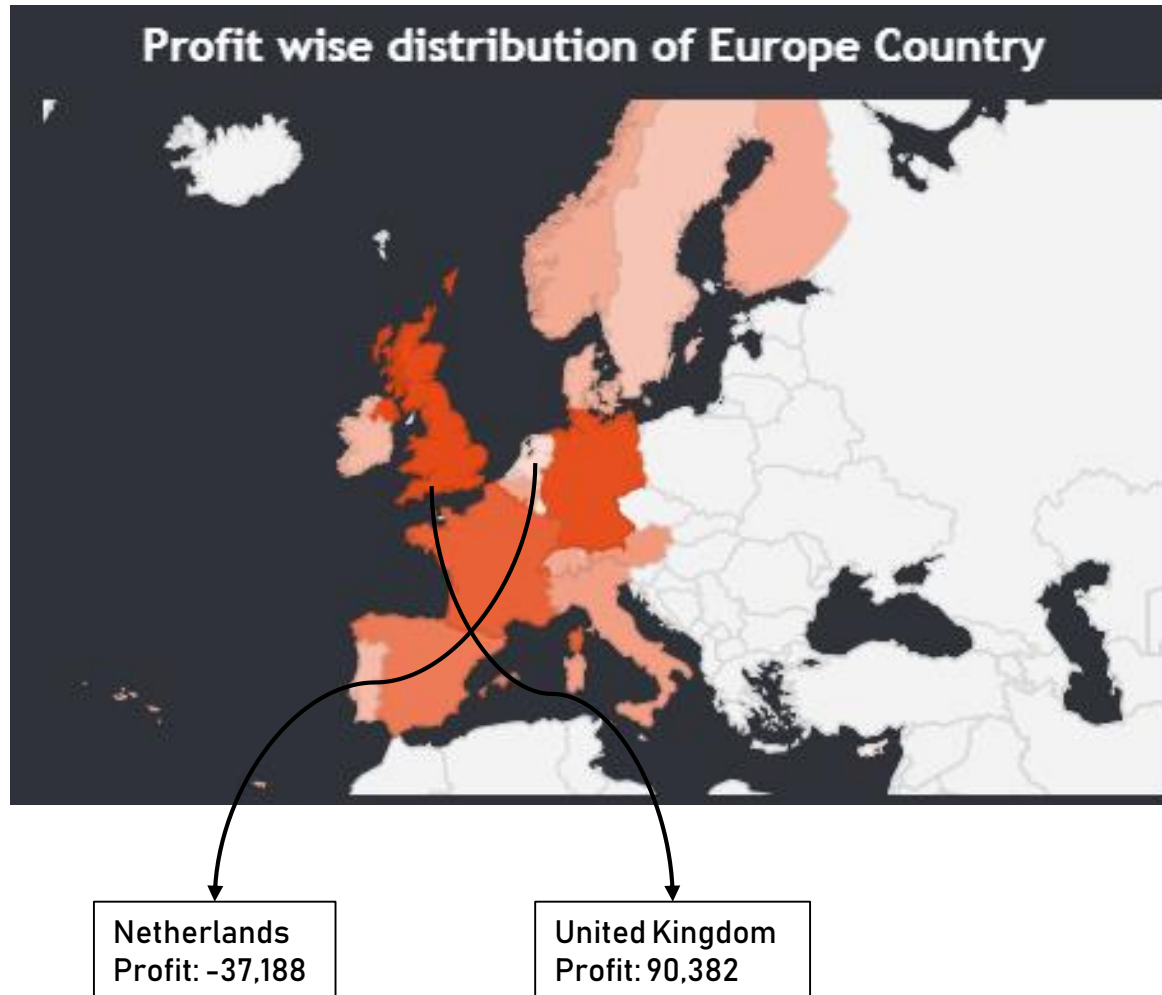 Profit wise distribution of Europe Country
Netherlands
Profit: -37,188
United Kingdom
Profit: 90,382